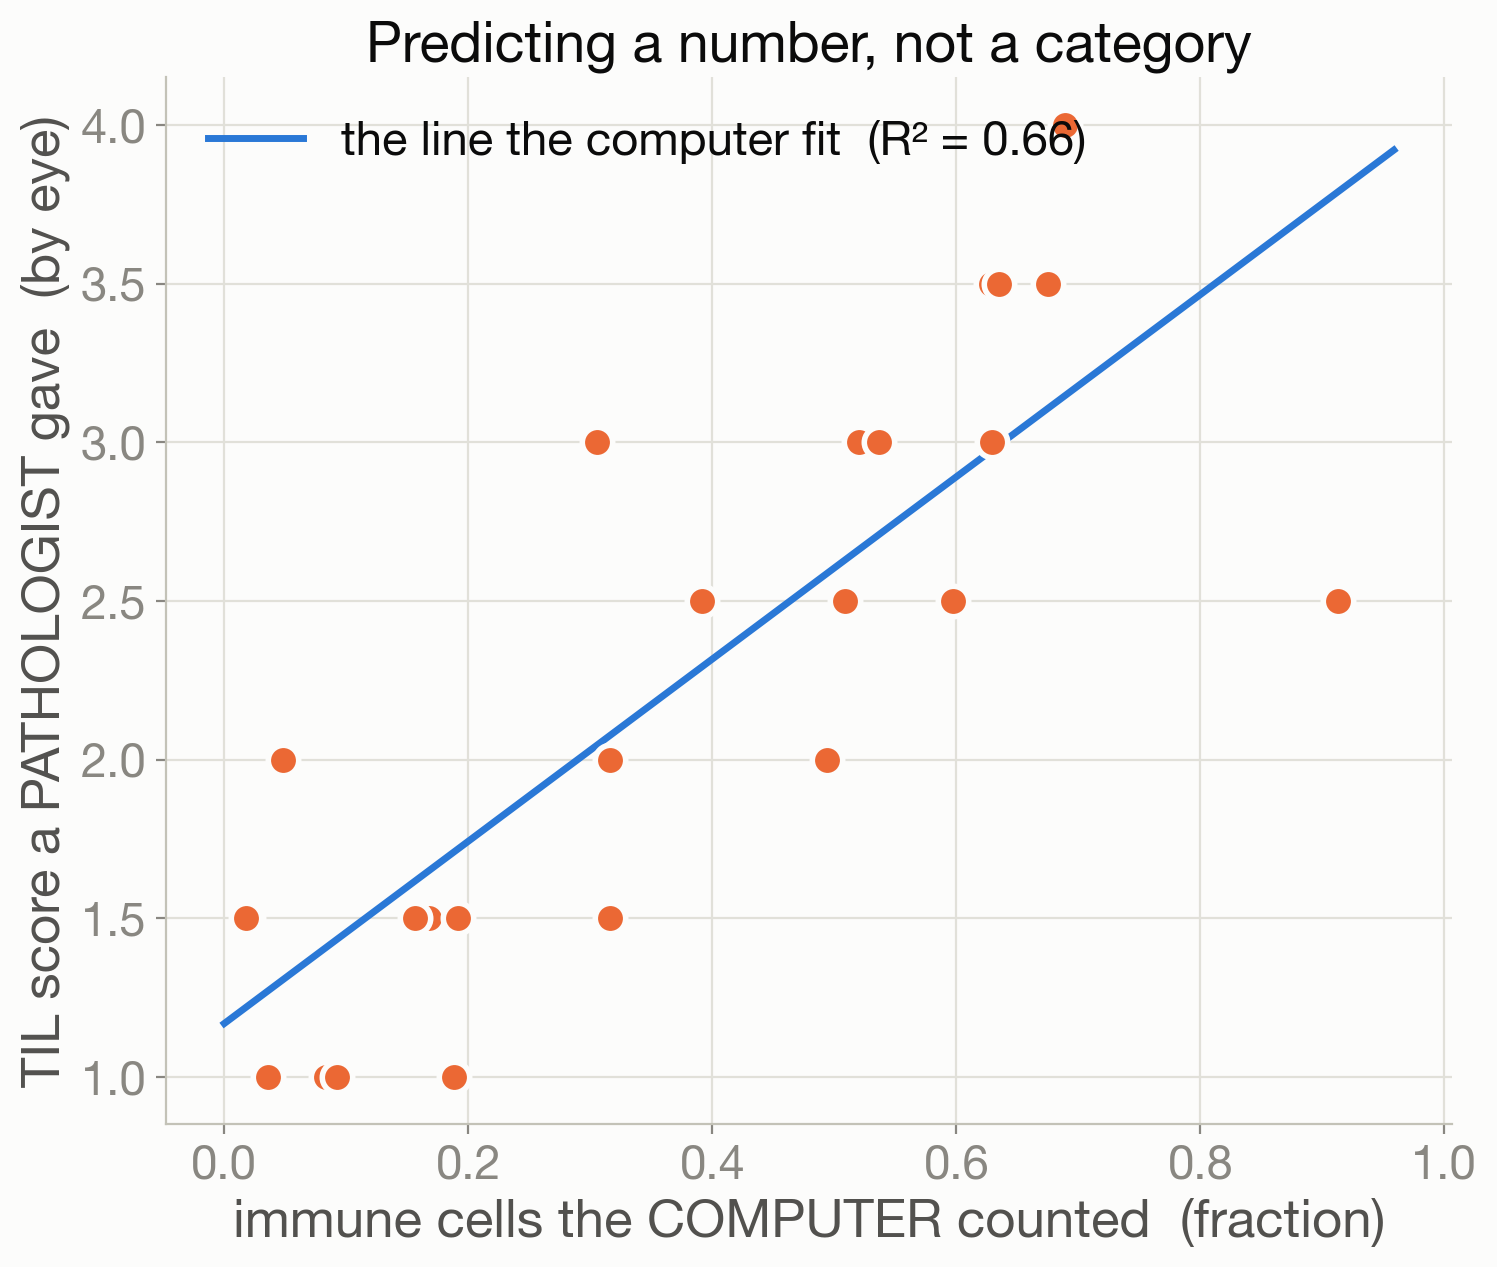 Predicting a number, not a category
the line the computer fit (R² = 0.66)
TIL score a PATHOLOGIST gave (by eye)
4.0
3.5
3.0
2.5
2.0
1.5
1.0
0.0 0.2 0.4 0.6 0.8 1.0
immune cells the COMPUTER counted (fraction)